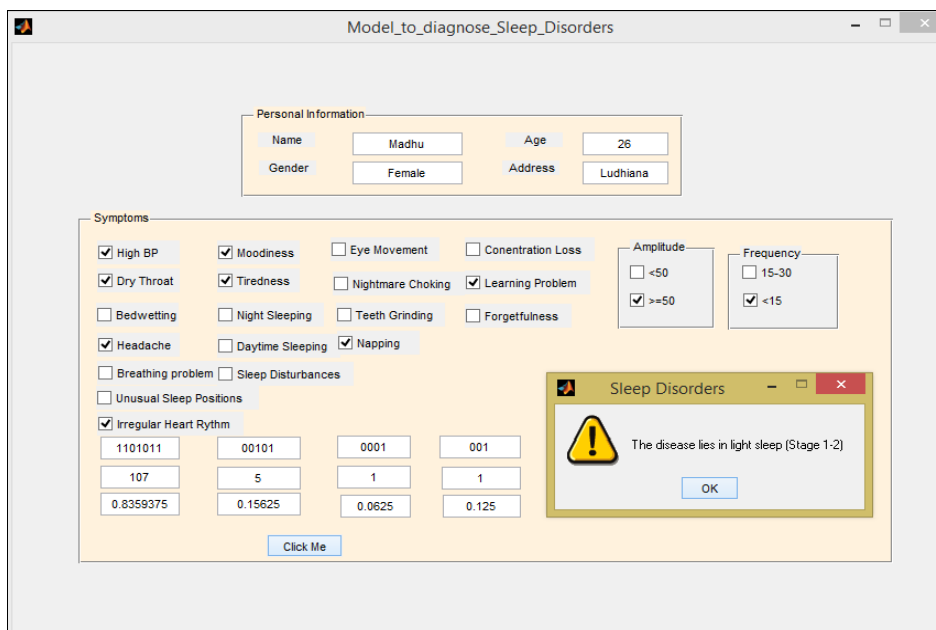 Model_to_diagnose_Sleep_Disorders
Personal Information
Name Madhu Age 26
Gender Female Address Ludhiana
Symptoms
High BP Moodiness Eye Movement Conentration Loss
Dry Throat Tiredness Nightmare Choking Learning Problem
Bedwetting Night Sleeping Teeth Grinding Forgetfulness
Headache Daytime Sleeping Napping
Breathing problem Sleep Disturbances
Unusual Sleep Positions
Irregular Heart Rythm
Amplitude
<50
>=50
Frequency
15-30
<15
1101011 00101 0001 001
107 5 1 1
0.8359375 0.15625 0.0625 0.125
Click Me
Sleep Disorders
The disease lies in light sleep (Stage 1-2)
OK